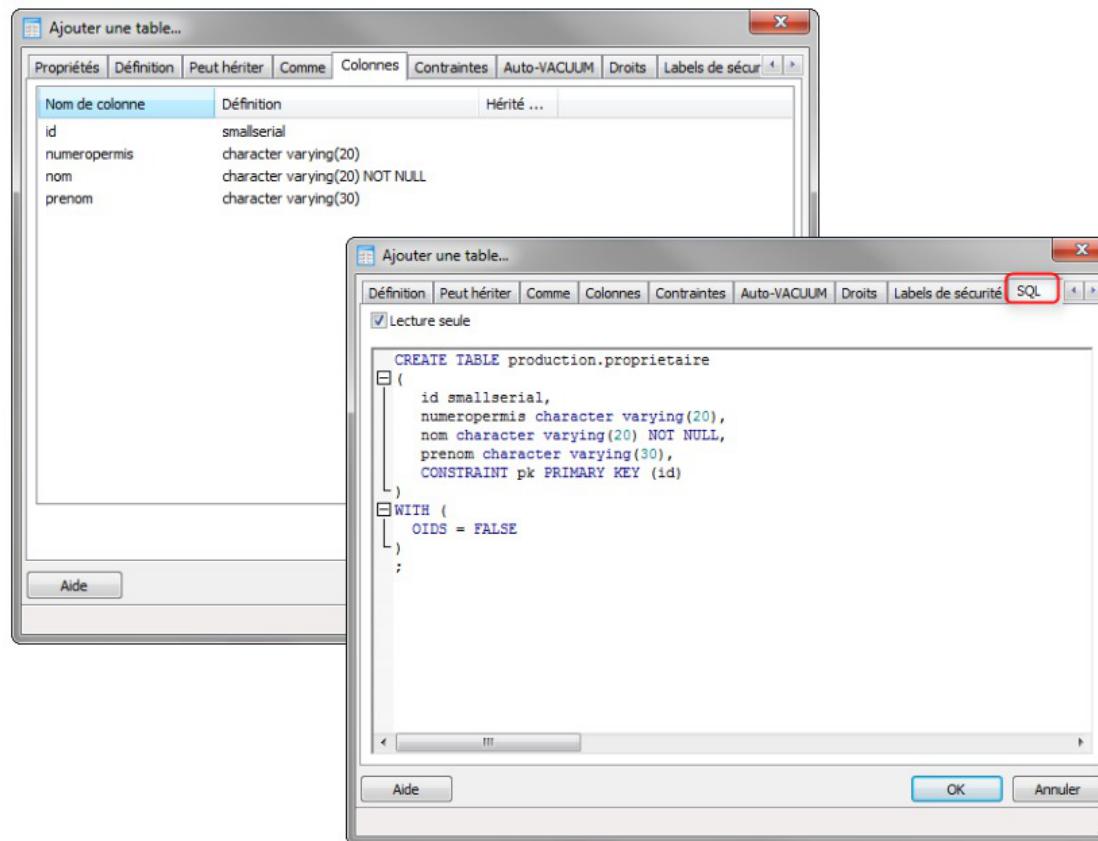 Ajouter une table...
Propriétés Définition Peut hériter Comme Colonnes Contraintes Auto-VACUUM Droits Labels de sécur
Nom de colonne Définition Hérité ...
id smallserial
numeropermis character varying(20)
nom character varying(20) NOT NULL
prenom character varying(30)
Aide
Ajouter une table...
Définition Peut hériter Comme Colonnes Contraintes Auto-VACUUM Droits Labels de sécurité SQL
Lecture seule
CREATE TABLE production.proprietaire
(
id smallserial,
numeropermis character varying(20),
nom character varying(20) NOT NULL,
prenom character varying(30),
CONSTRAINT pk PRIMARY KEY (id)
)
WITH (
OIDS = FALSE
)
;
Aide OK Annuler